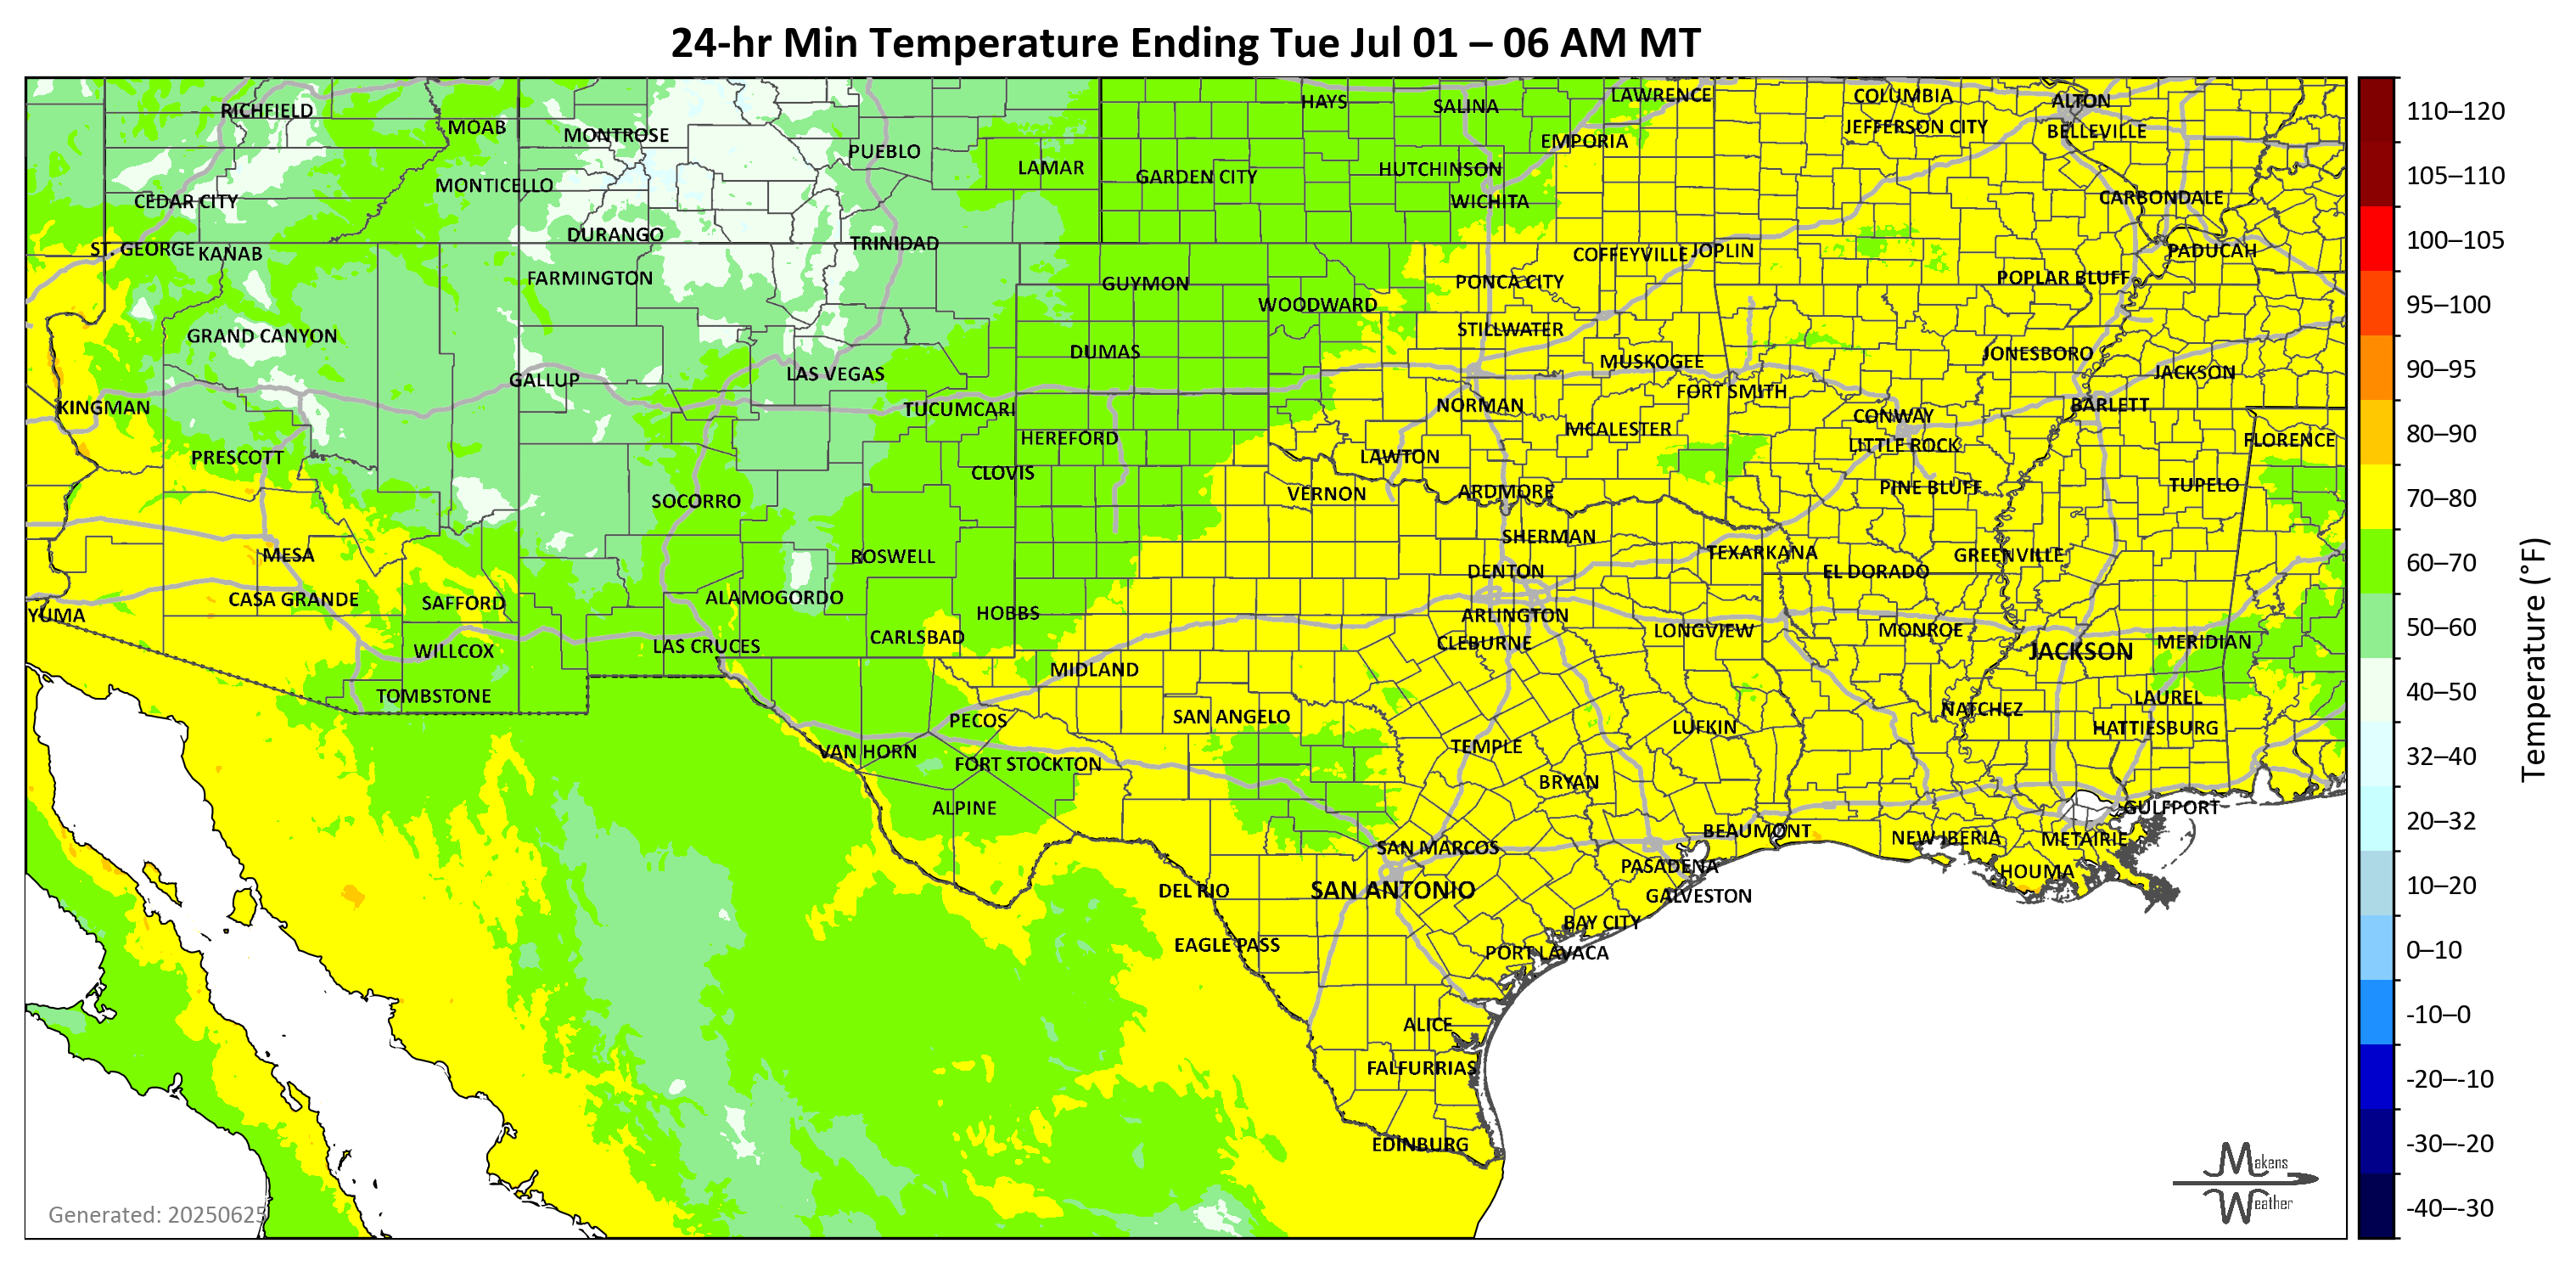 24-hr Min Temperature Ending Tue Jul 01 – 06 AM MT
RICHFIELD
MOAB
MONTROSE
PUEBLO
LAMAR
HAYS
SALINA
LAWRENCE
EMPORIA
COLUMBIA
JEFFERSON CITY
ALTON
BELLEVILLE
MONTICELLO
GARDEN CITY
HUTCHINSON
WICHITA
CARBONDALE
CEDAR CITY
DURANGO
TRINIDAD
ST. GEORGE
KANAB
FARMINGTON
GUYMON
WOODWARD
PONCA CITY
COFFEYVILLE
JOPLIN
POPLAR BLUFF
PADUCAH
GRAND CANYON
DUMAS
STILLWATER
MUSKOGEE
JONESBORO
JACKSON
GALLUP
LAS VEGAS
FORT SMITH
KINGMAN
TUCUMCARI
NORMAN
CONWAY
BARLETT
HEREFORD
MCALESTER
LITTLE ROCK
FLORENCE
PRESCOTT
CLOVIS
LAWTON
SOCORRO
VERNON
ARDMORE
PINE BLUFF
TUPELO
MESA
ROSWELL
SHERMAN
TEXARKANA
GREENVILLE
DENTON
EL DORADO
CASA GRANDE
SAFFORD
ALAMOGORDO
HOBBS
ARLINGTON
YUMA
CARLSBAD
CLEBURNE
LONGVIEW
MONROE
MERIDIAN
WILLCOX
LAS CRUCES
MIDLAND
JACKSON
TOMBSTONE
PECOS
SAN ANGELO
LUFKIN
NATCHEZ
LAUREL
HATTIESBURG
VAN HORN
FORT STOCKTON
TEMPLE
BRYAN
ALPINE
GULFPORT
SAN MARCOS
BEAUMONT
NEW IBERIA
METAIRIE
PASADENA
HOUMA
DEL RIO
SAN ANTONIO
GALVESTON
BAY CITY
EAGLE PASS
PORT LAVACA
ALICE
FALFURRIAS
EDINBURG
Generated: 20250625
Makens
Weather
110–120
105–110
100–105
95–100
90–95
80–90
70–80
60–70
50–60
40–50
32–40
20–32
10–20
0–10
-10–0
-20–-10
-30–-20
-40–-30
Temperature (°F)